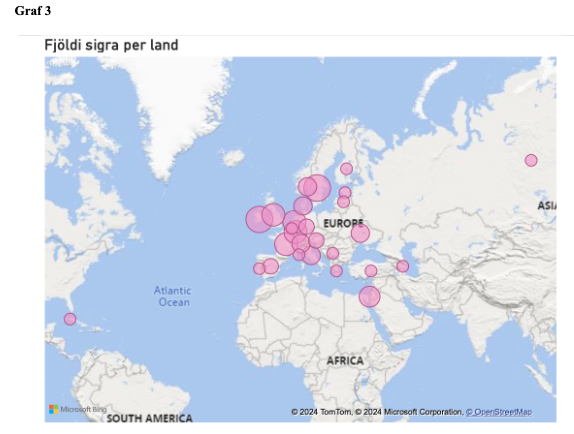 Graf 3
Fjöldi sigra per land
EUROPE
ASIA
Atlantic
Ocean
AFRICA
Microsoft Bing
SOUTH AMERICA
© 2024 TomTom, © 2024 Microsoft Corporation, © OpenStreetMap